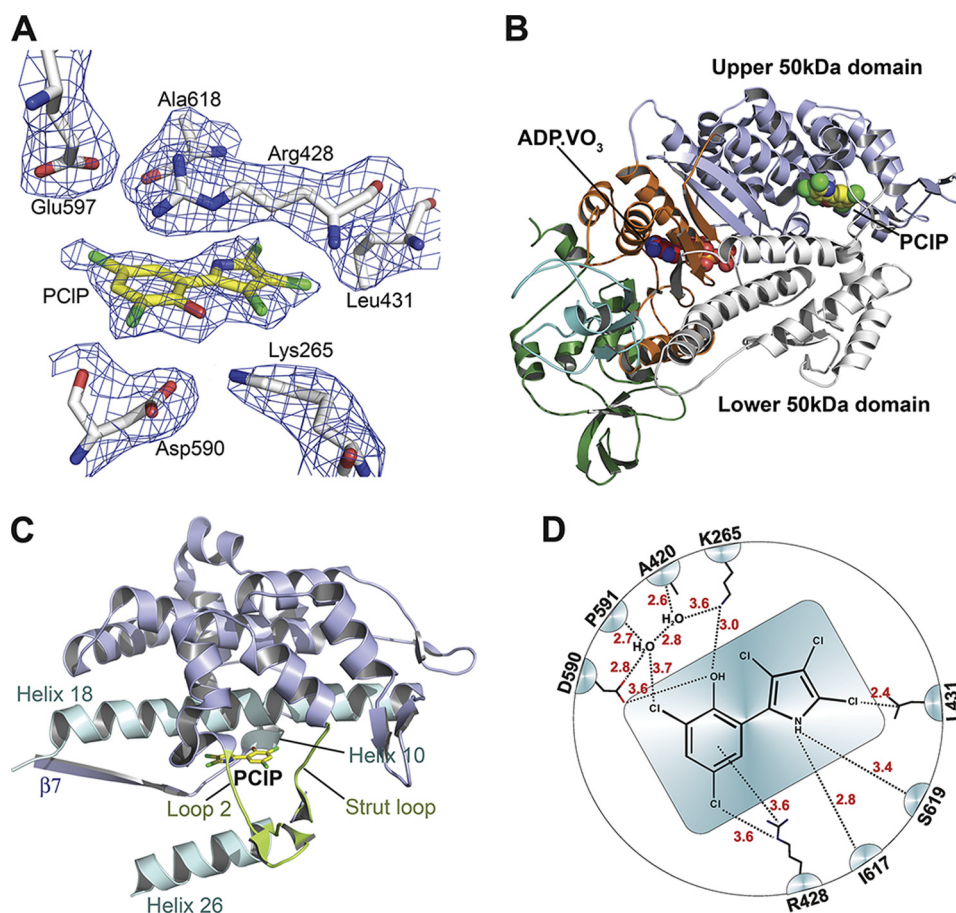 A
Ala618
Arg428
Glu597
PClP
Leu431
Lys265
Asp590
B
Upper 50kDa domain
ADP.VO3
PClP
Lower 50kDa domain
C
Helix 18
Helix 10
β7
PClP
Loop 2
Strut loop
Helix 26
D
K265
A420
P591
D590
2.6
3.6
H2O
3.0
2.7
H2O
2.8
2.8
3.7
3.6
OH
Cl
Cl
Cl
Cl
2.4
L431
N
H
3.4
S619
2.8
I617
Cl
3.6
3.6
R428